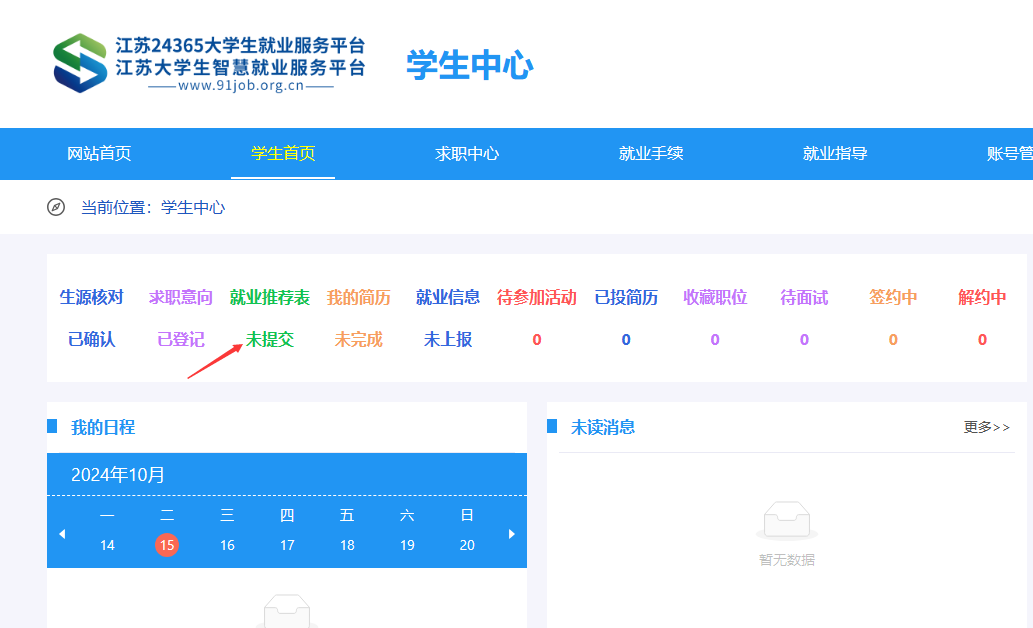 江苏24365大学生就业服务平台
江苏大学生智慧就业服务平台
www.91job.org.cn
学生中心
网站首页 学生首页 求职中心 就业手续 就业指导 账号管
当前位置：学生中心
生源核对 求职意向 就业推荐表 我的简历 就业信息 待参加活动 已投简历 收藏职位 待面试 签约中 解约中
已确认 已登记 未提交 未完成 未上报 0 0 0 0 0 0
我的日程
2024年10月
一 二 三 四 五 六 日
14 15 16 17 18 19 20
未读消息 更多>>
暂无数据